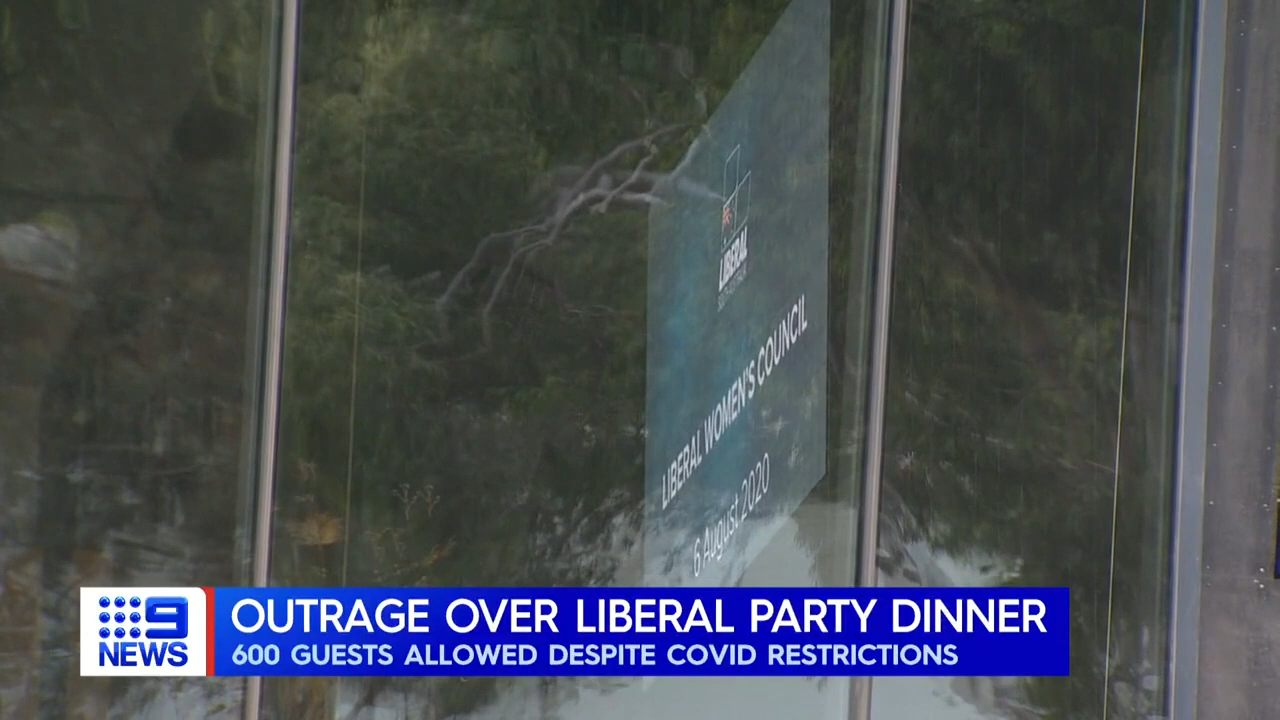 LIBERAL
LIBERAL WOMEN'S COUNCIL
6 August 2020
9
NEWS
OUTRAGE OVER LIBERAL PARTY DINNER
600 GUESTS ALLOWED DESPITE COVID RESTRICTIONS